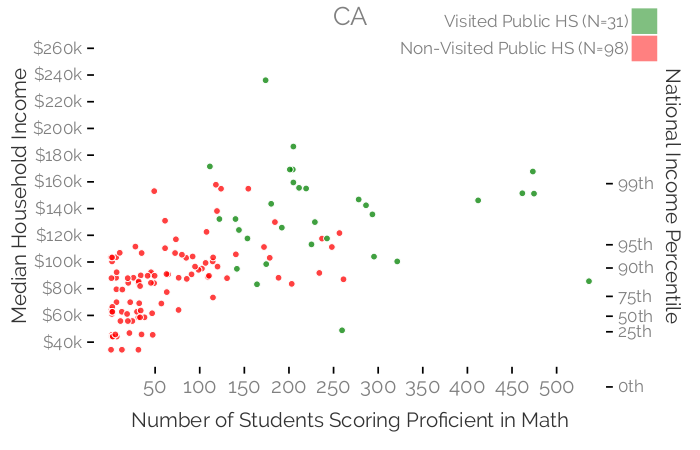 CA
Visited Public HS (N=31)
Non-Visited Public HS (N=98)
Median Household Income
$260k
$240k
$220k
$200k
$180k
$160k
$140k
$120k
$100k
$80k
$60k
$40k
National Income Percentile
99th
95th
90th
75th
50th
25th
0th
50 100 150 200 250 300 350 400 450 500
Number of Students Scoring Proficient in Math